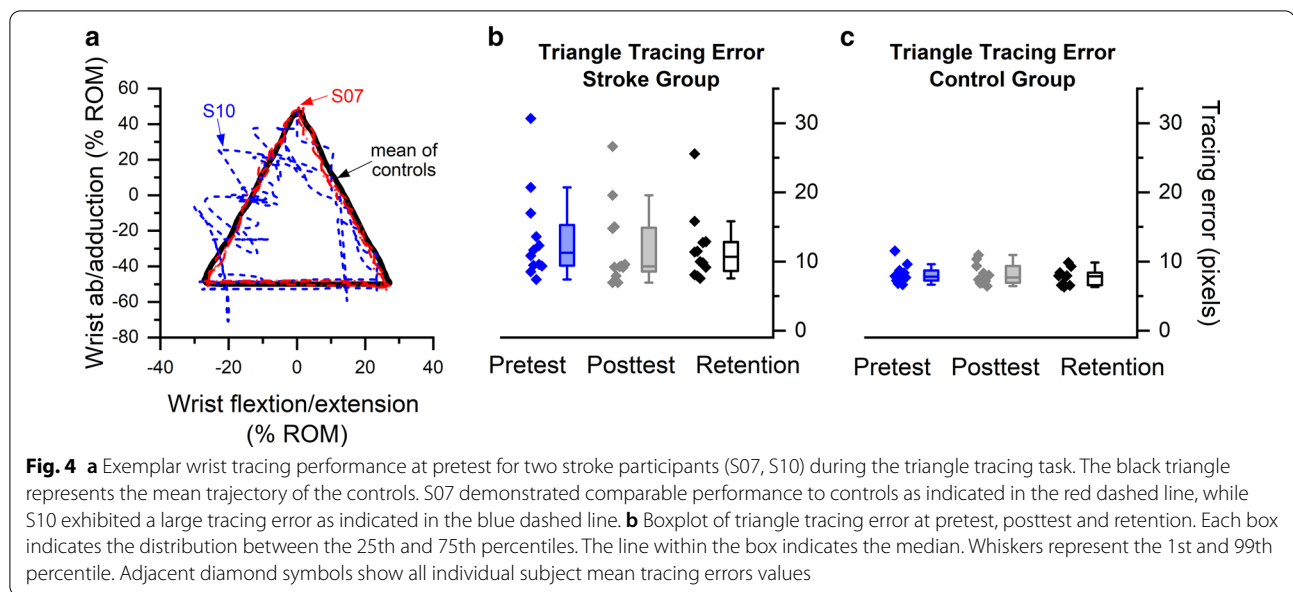 a
60
40
20
0
-20
-40
-60
-80
-40 -20 0 20 40
Wrist ab/adduction (% ROM)
Wrist flextion/extension
(% ROM)
S10
S07
mean of
controls
b
Triangle Tracing Error
Stroke Group
30
20
10
0
Pretest Posttest Retention
c
Triangle Tracing Error
Control Group
30
20
10
0
Tracing error (pixels)
Pretest Posttest Retention
Fig. 4 a Exemplar wrist tracing performance at pretest for two stroke participants (S07, S10) during the triangle tracing task. The black triangle
represents the mean trajectory of the controls. S07 demonstrated comparable performance to controls as indicated in the red dashed line, while
S10 exhibited a large tracing error as indicated in the blue dashed line. b Boxplot of triangle tracing error at pretest, posttest and retention. Each box
indicates the distribution between the 25th and 75th percentiles. The line within the box indicates the median. Whiskers represent the 1st and 99th
percentile. Adjacent diamond symbols show all individual subject mean tracing errors values